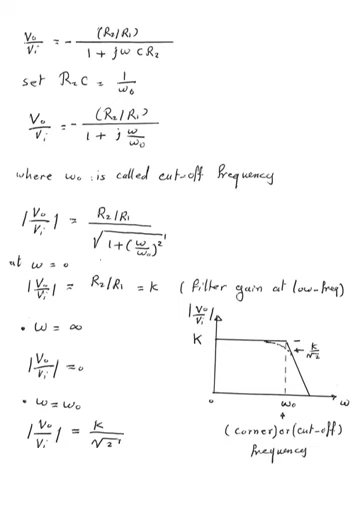 Vo/Vi = - (R2/R1) / 1 + jω C R2
set R2C = 1/ω0
Vo/Vi = - (R2/R1) / 1 + j ω/ω0
where ω0 is called cut-off frequency
|Vo/Vi| = R2/R1 / √1+(ω/ω0)²
at ω = 0
|Vo/Vi| = R2/R1 = K (filter gain at low-freq)
• ω = ∞
|Vo/Vi| = 0
• ω = ω0
|Vo/Vi| = K/√2
|Vo/Vi|
K
K/√2
0 ω0 ω
(corner) or (cut-off)
frequency